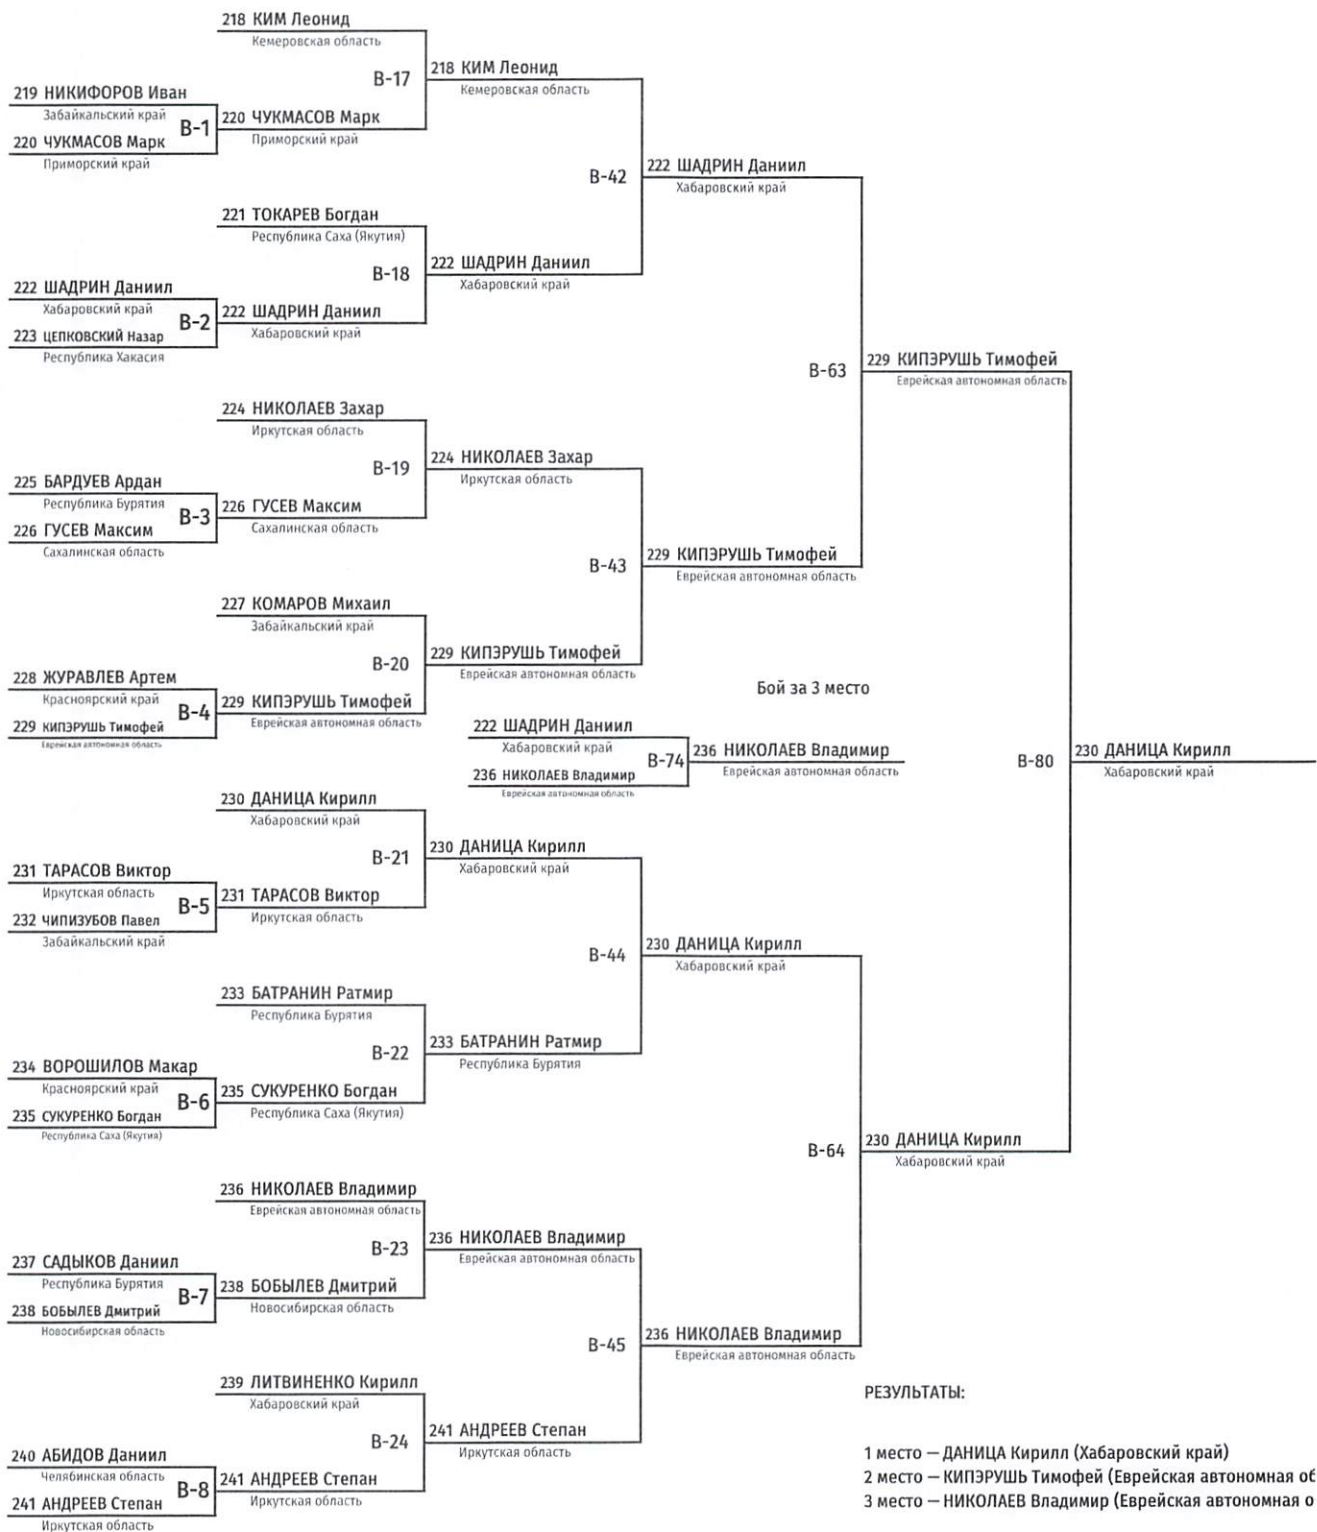 218 КИМ Леонид
Кемеровская область
В-17
218 КИМ Леонид
Кемеровская область
219 НИКИФОРОВ Иван
Забайкальский край
В-1
220 ЧУКМАСОВ Марк
Приморский край
220 ЧУКМАСОВ Марк
Приморский край
В-42
222 ШАДРИН Даниил
Хабаровский край
221 ТОКАРЕВ Богдан
Республика Саха (Якутия)
В-18
222 ШАДРИН Даниил
Хабаровский край
222 ШАДРИН Даниил
Хабаровский край
В-2
222 ШАДРИН Даниил
Хабаровский край
223 ЦЕПКОВСКИЙ Назар
Республика Хакасия
В-63
229 КИПЭРУШЬ Тимофей
Еврейская автономная область
224 НИКОЛАЕВ Захар
Иркутская область
В-19
224 НИКОЛАЕВ Захар
Иркутская область
225 БАРДУЕВ Ардан
Республика Бурятия
В-3
226 ГУСЕВ Максим
Сахалинская область
226 ГУСЕВ Максим
Сахалинская область
В-43
229 КИПЭРУШЬ Тимофей
Еврейская автономная область
227 КОМАРОВ Михаил
Забайкальский край
В-20
229 КИПЭРУШЬ Тимофей
Еврейская автономная область
228 ЖУРАВЛЕВ Артем
Красноярский край
В-4
229 КИПЭРУШЬ Тимофей
Еврейская автономная область
229 КИПЭРУШЬ Тимофей
Еврейская автономная область
Бой за 3 место
222 ШАДРИН Даниил
Хабаровский край
В-74
236 НИКОЛАЕВ Владимир
Еврейская автономная область
236 НИКОЛАЕВ Владимир
Еврейская автономная область
В-80
230 ДАНИЦА Кирилл
Хабаровский край
230 ДАНИЦА Кирилл
Хабаровский край
В-21
230 ДАНИЦА Кирилл
Хабаровский край
231 ТАРАСОВ Виктор
Иркутская область
В-5
231 ТАРАСОВ Виктор
Иркутская область
232 ЧИПИЗУБОВ Павел
Забайкальский край
В-44
230 ДАНИЦА Кирилл
Хабаровский край
233 БАТРАНИН Ратмир
Республика Бурятия
В-22
233 БАТРАНИН Ратмир
Республика Бурятия
234 ВОРОШИЛОВ Макар
Красноярский край
В-6
235 СУКУРЕНКО Богдан
Республика Саха (Якутия)
235 СУКУРЕНКО Богдан
Республика Саха (Якутия)
В-64
230 ДАНИЦА Кирилл
Хабаровский край
236 НИКОЛАЕВ Владимир
Еврейская автономная область
В-23
236 НИКОЛАЕВ Владимир
Еврейская автономная область
237 САДЫКОВ Даниил
Республика Бурятия
В-7
238 БОБЫЛЕВ Дмитрий
Новосибирская область
238 БОБЫЛЕВ Дмитрий
Новосибирская область
В-45
236 НИКОЛАЕВ Владимир
Еврейская автономная область
239 ЛИТВИНЕНКО Кирилл
Хабаровский край
В-24
241 АНДРЕЕВ Степан
Иркутская область
240 АБИДОВ Даниил
Челябинская область
В-8
241 АНДРЕЕВ Степан
Иркутская область
241 АНДРЕЕВ Степан
Иркутская область
РЕЗУЛЬТАТЫ:
1 место — ДАНИЦА Кирилл (Хабаровский край)
2 место — КИПЭРУШЬ Тимофей (Еврейская автономная об
3 место — НИКОЛАЕВ Владимир (Еврейская автономная о